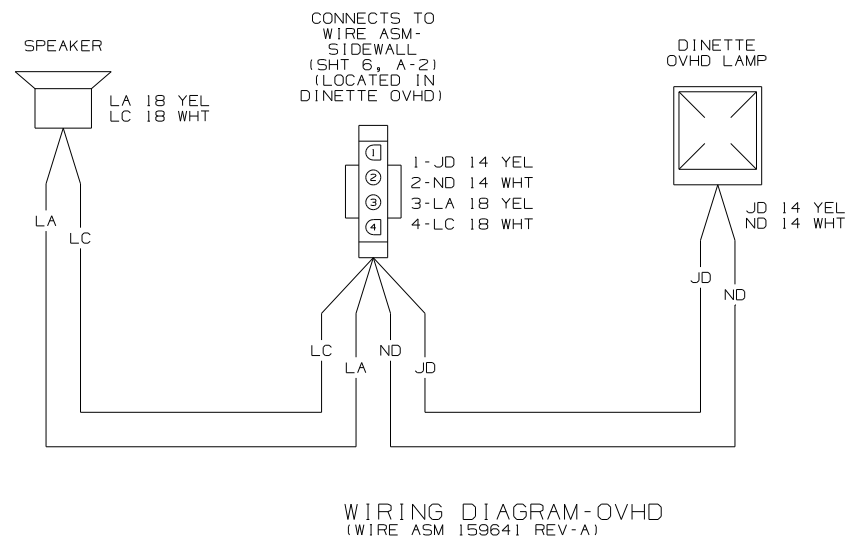 CONNECTS TO
WIRE ASM-
SIDEWALL
(SHT 6, A-2)
(LOCATED IN
DINETTE OVHD)
SPEAKER
LA 18 YEL
LC 18 WHT
DINETTE
OVHD LAMP
1
2
3
4
1-JD 14 YEL
2-ND 14 WHT
3-LA 18 YEL
4-LC 18 WHT
JD 14 YEL
ND 14 WHT
LA
LC
JD
ND
LC
LA
ND
JD
WIRING DIAGRAM-OVHD
(WIRE ASM 159641 REV-A)